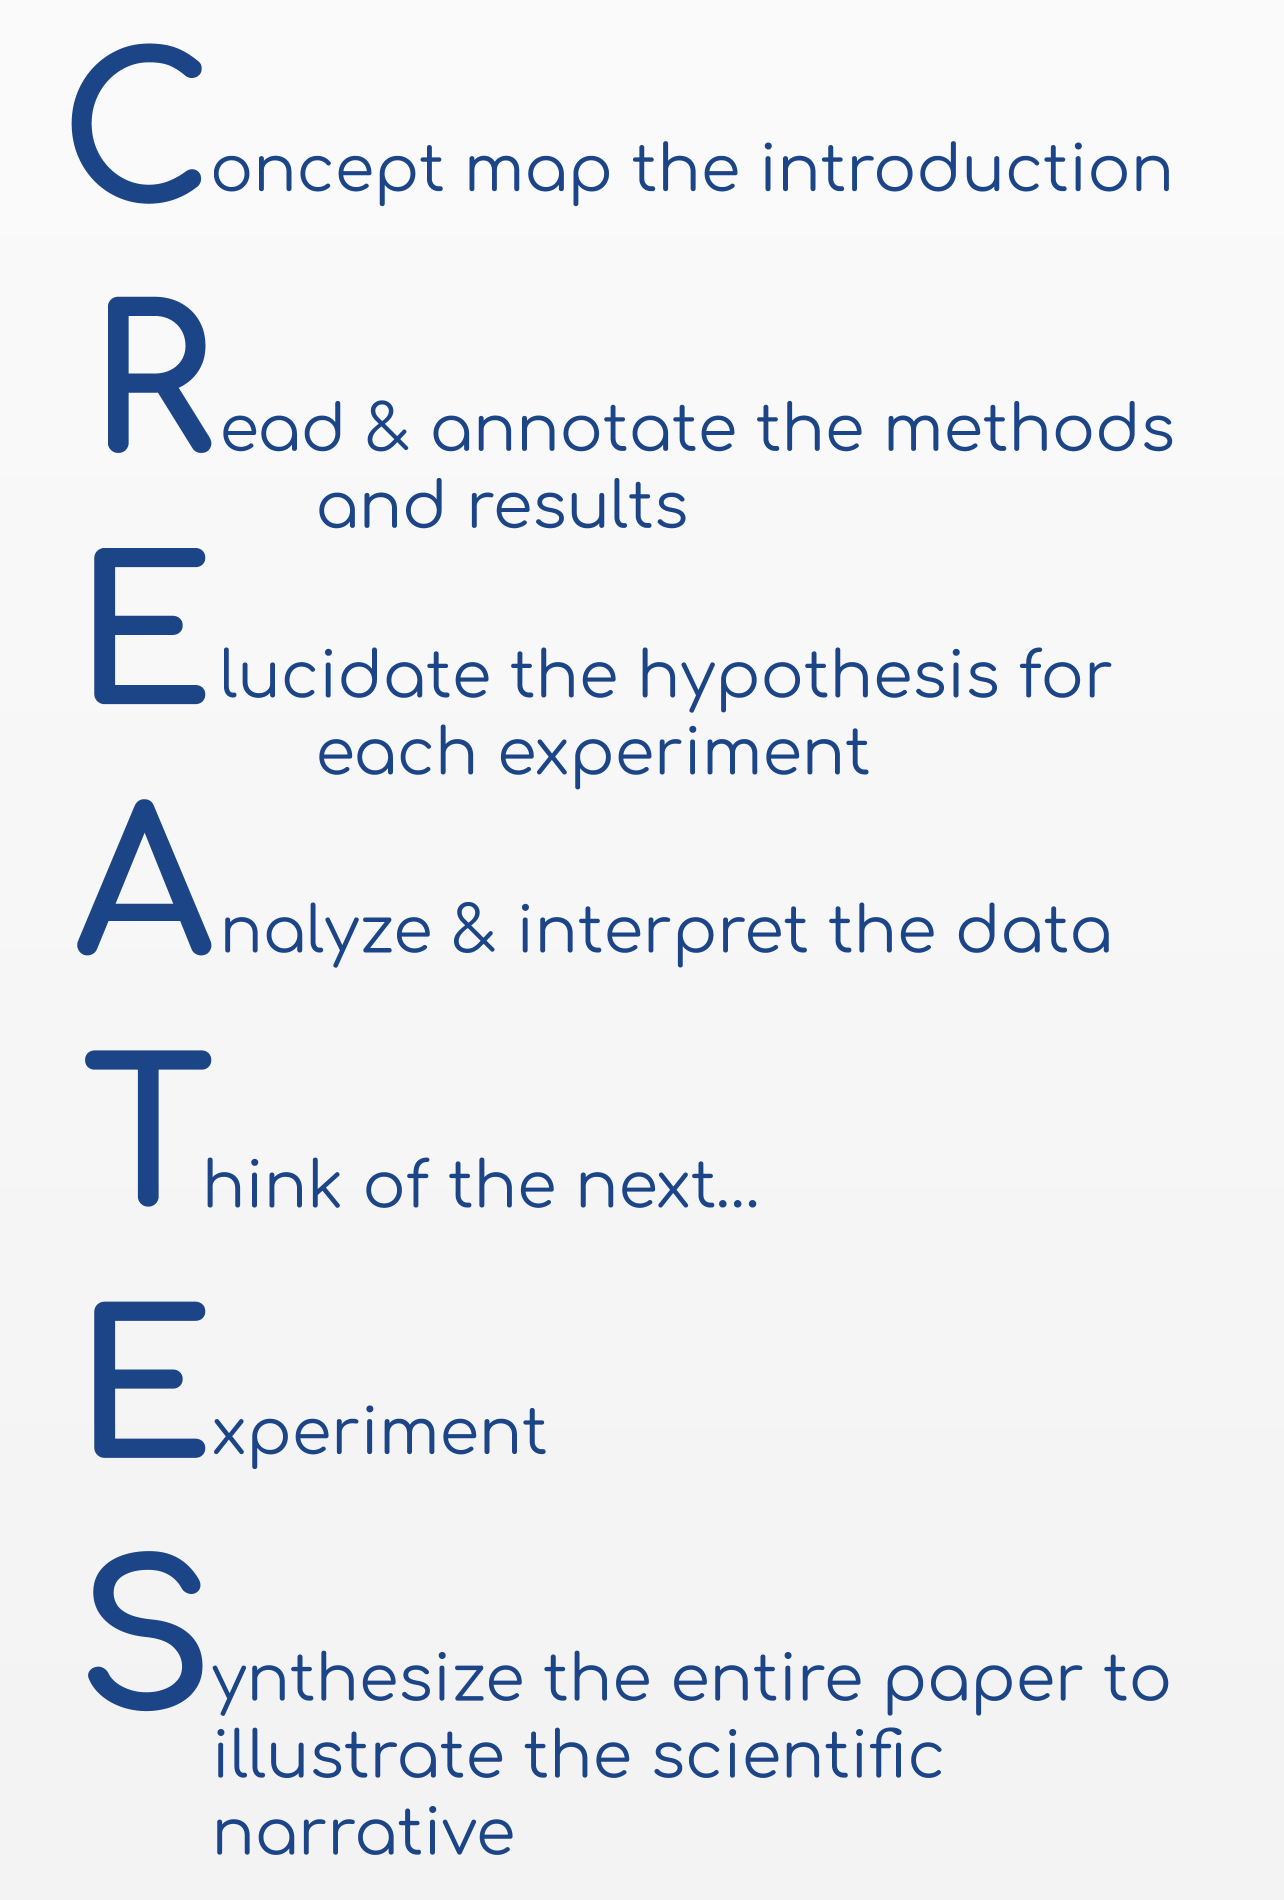 Concept map the introduction
Read & annotate the methods
and results
Elucidate the hypothesis for
each experiment
Analyze & interpret the data
Think of the next...
Experiment
Synthesize the entire paper to
illustrate the scientific
narrative